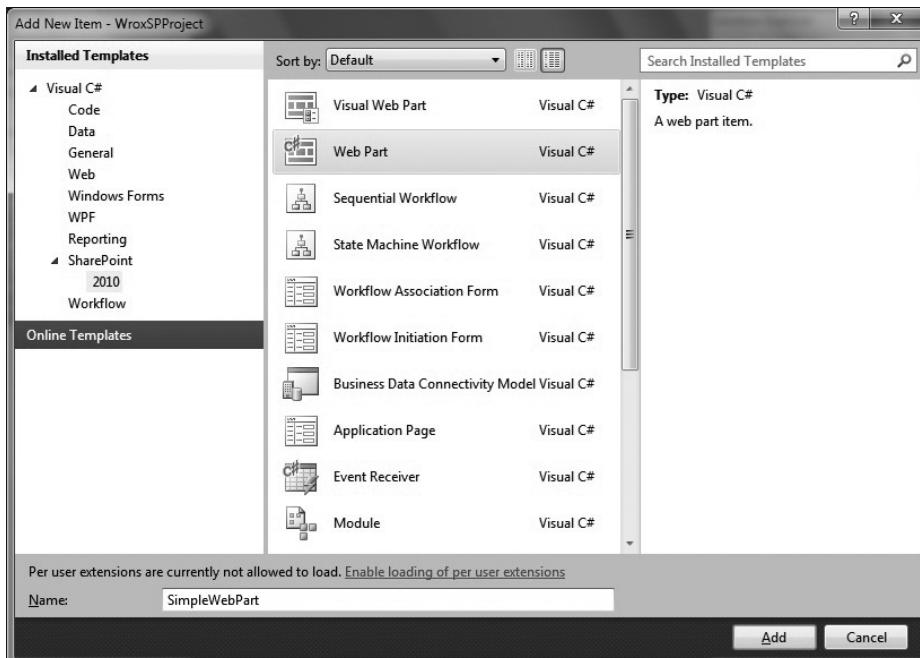 Add New Item - WroxSPProject
Installed Templates
Visual C#
Code
Data
General
Web
Windows Forms
WPF
Reporting
SharePoint
2010
Workflow
Online Templates
Sort by: Default
Visual Web Part Visual C#
Web Part Visual C#
Sequential Workflow Visual C#
State Machine Workflow Visual C#
Workflow Association Form Visual C#
Workflow Initiation Form Visual C#
Business Data Connectivity Model Visual C#
Application Page Visual C#
Event Receiver Visual C#
Module Visual C#
Search Installed Templates
Type: Visual C#
A web part item.
Per user extensions are currently not allowed to load. Enable loading of per user extensions
Name: SimpleWebPart
Add Cancel